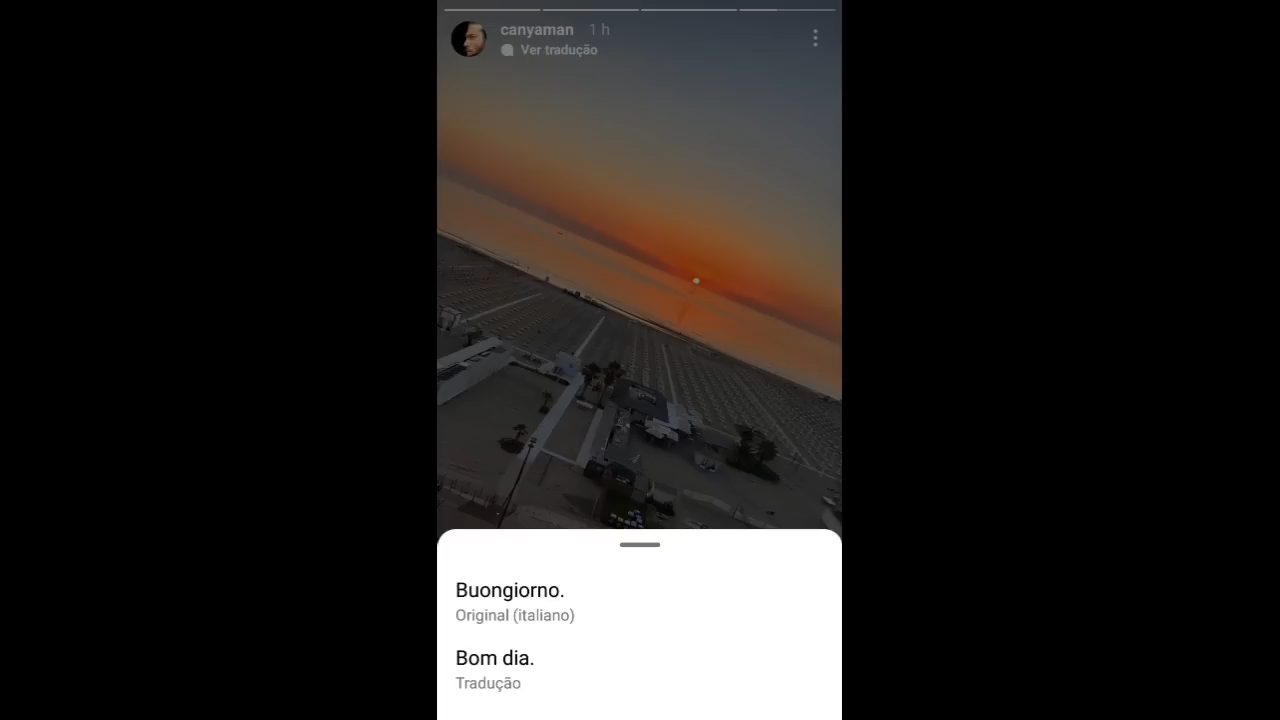 canyaman 1 h
Ver tradução
Buongiorno.
Original (italiano)
Bom dia.
Tradução